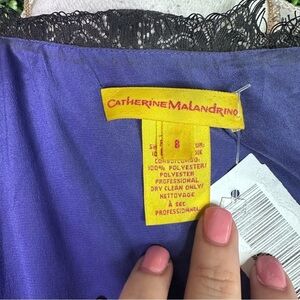 CATHERINE MALANDRINO
8
100% POLYESTER/
POLYESTER
PROFESSIONAL
DRY CLEAN ONLY/
NETTOYAGE
A SEC
PROFESSIONNEL